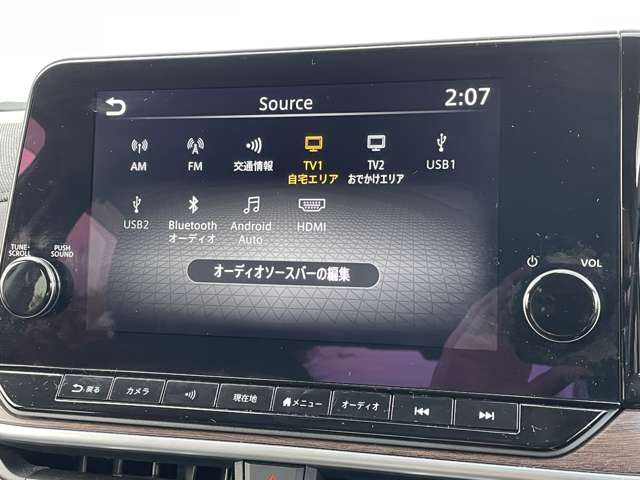 Source
2:07
AM
FM
交通情報
TV1
自宅エリア
TV2
おでかけエリア
USB1
USB2
Bluetooth
オーディオ
Android
Auto
HDMI
オーディオソースバーの編集
TUNE・
SCROLL
PUSH
SOUND
VOL
戻る
カメラ
現在地
メニュー
オーディオ